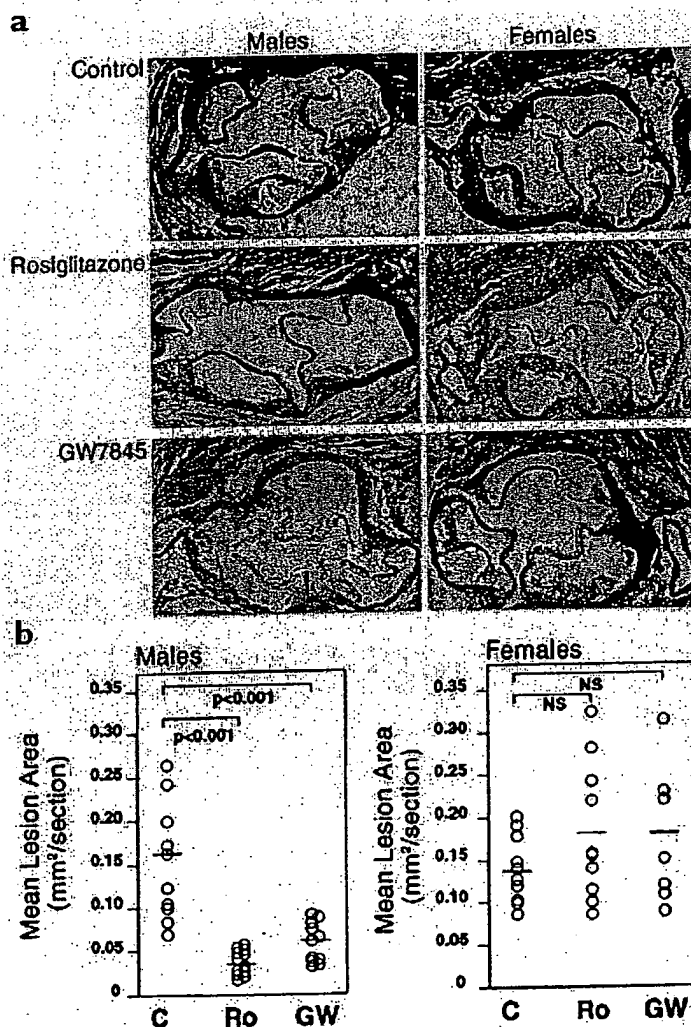 a
Males Females
Control
Rosiglitazone
GW7845
b
Males
Mean Lesion Area
(mm²/section)
0.35
0.30
0.25
0.20
0.15
0.10
0.05
0
p<0.001
p<0.001
C Ro GW
Females
Mean Lesion Area
(mm²/section)
0.35
0.30
0.25
0.20
0.15
0.10
0.05
0
NS
NS
C Ro GW